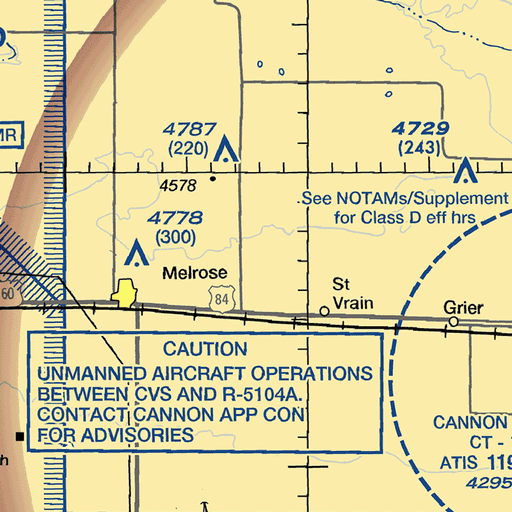 MR
4787
(220)
4729
(243)
4578
See NOTAMs/Supplement
for Class D eff hrs
4778
(300)
Melrose
60
84
St
Vrain
Grier
CAUTION
UNMANNED AIRCRAFT OPERATIONS
BETWEEN CVS AND R-5104A.
CONTACT CANNON APP CON
FOR ADVISORIES
CANNON
CT -
ATIS 119
4295
h